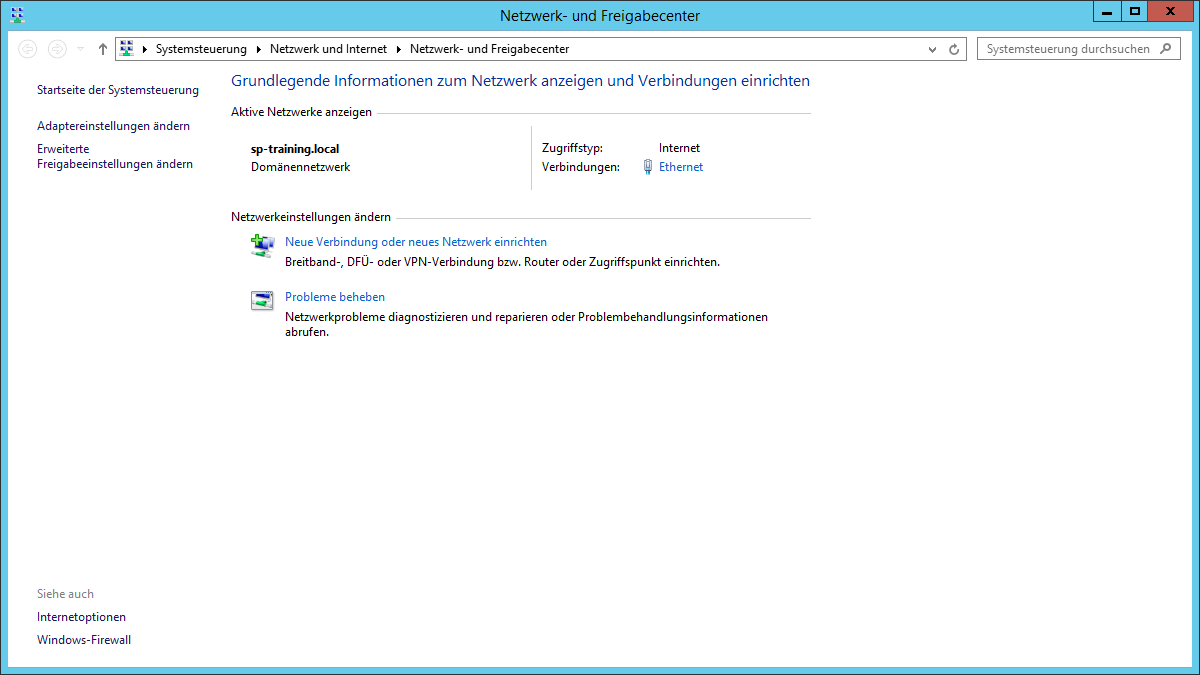 Netzwerk- und Freigabecenter
Systemsteuerung Netzwerk und Internet Netzwerk- und Freigabecenter
Systemsteuerung durchsuchen
Startseite der Systemsteuerung
Adaptereinstellungen ändern
Erweiterte
Freigabeeinstellungen ändern
Grundlegende Informationen zum Netzwerk anzeigen und Verbindungen einrichten
Aktive Netzwerke anzeigen
sp-training.local
Domänennetzwerk
Zugriffstyp: Internet
Verbindungen: Ethernet
Netzwerkeinstellungen ändern
Neue Verbindung oder neues Netzwerk einrichten
Breitband-, DFÜ- oder VPN-Verbindung bzw. Router oder Zugriffspunkt einrichten.
Probleme beheben
Netzwerkprobleme diagnostizieren und reparieren oder Problembehandlungsinformationen
abrufen.
Siehe auch
Internetoptionen
Windows-Firewall